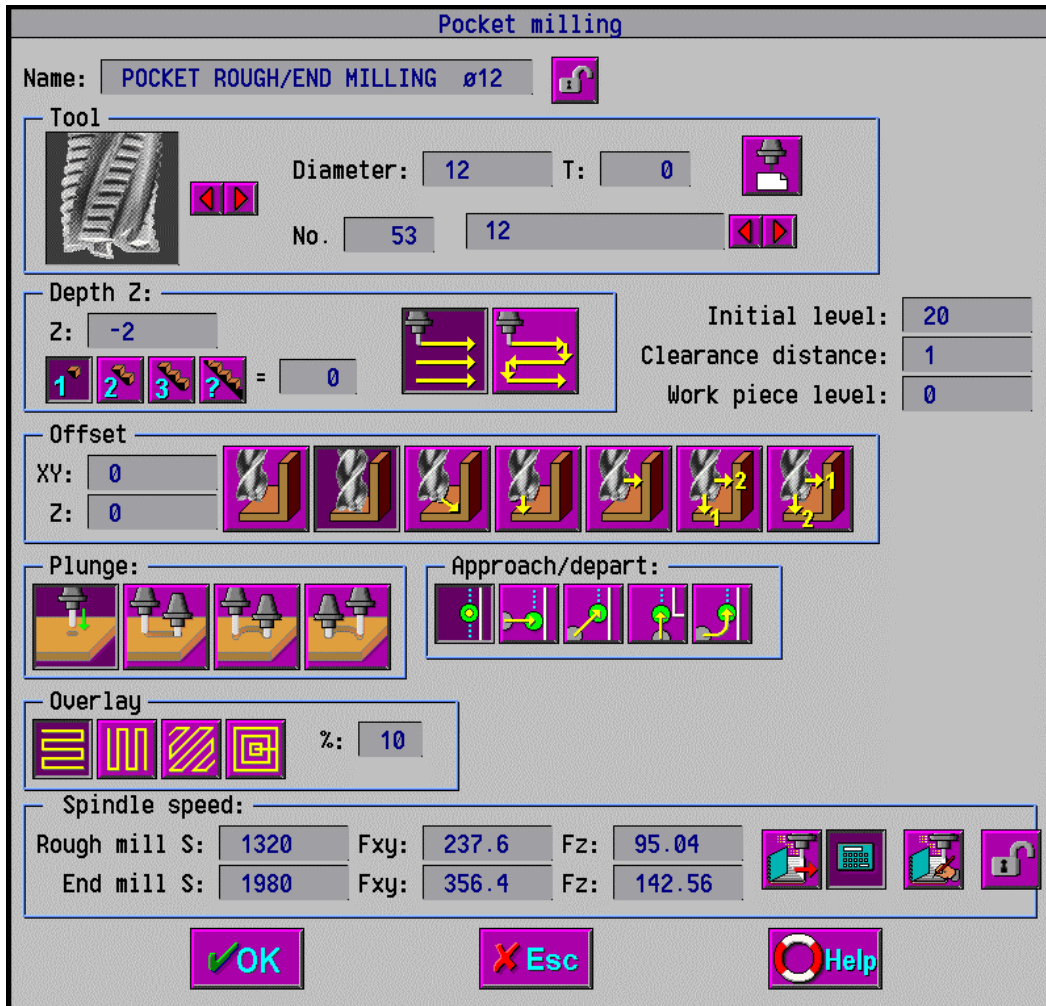 Pocket milling
Name: POCKET ROUGH/END MILLING ø12
Tool
Diameter: 12 T: 0
No. 53 12
Depth Z:
Z: -2
1 2 3 ? = 0
Initial level: 20
Clearance distance: 1
Work piece level: 0
Offset
XY: 0
Z: 0
2 1
1 2
Plunge:
Approach/depart:
Overlay
%: 10
Spindle speed:
Rough mill S: 1320 Fxy: 237.6 Fz: 95.04
End mill S: 1980 Fxy: 356.4 Fz: 142.56
OK Esc Help